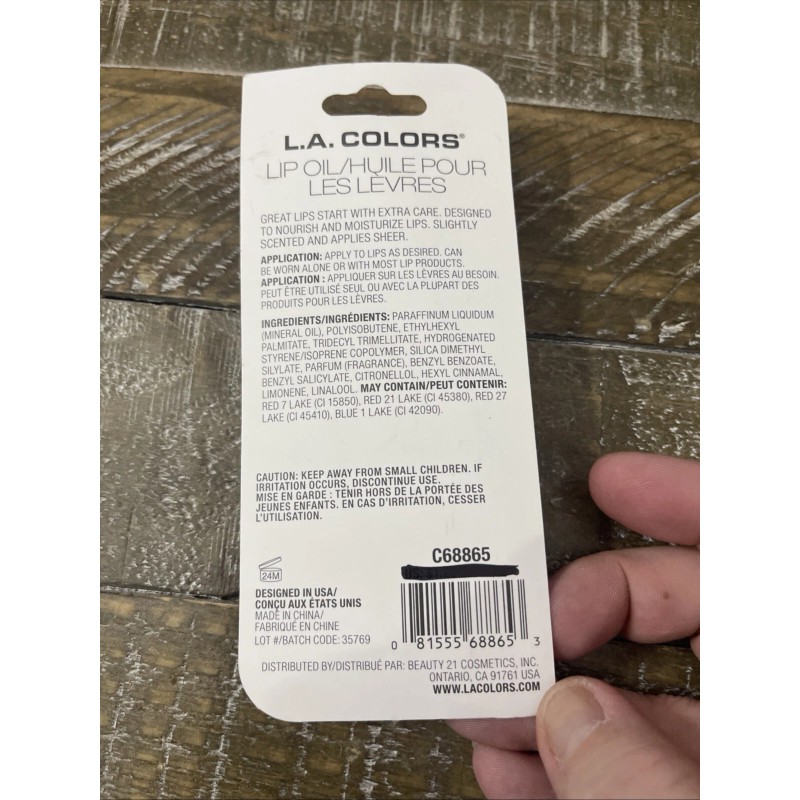 L.A. COLORS®
LIP OIL/HUILE POUR
LES LÈVRES
GREAT LIPS START WITH EXTRA CARE. DESIGNED
TO NOURISH AND MOISTURIZE LIPS. SLIGHTLY
SCENTED AND APPLIES SHEER.
APPLICATION: APPLY TO LIPS AS DESIRED. CAN
BE WORN ALONE OR WITH MOST LIP PRODUCTS.
APPLICATION : APPLIQUER SUR LES LÈVRES AU BESOIN.
PEUT ÊTRE UTILISÉ SEUL OU AVEC LA PLUPART DES
PRODUITS POUR LES LÈVRES.
INGREDIENTS/INGRÉDIENTS: PARAFFINUM LIQUIDUM
(MINERAL OIL), POLYISOBUTENE, ETHYLHEXYL
PALMITATE, TRIDECYL TRIMELLITATE, HYDROGENATED
STYRENE/ISOPRENE COPOLYMER, SILICA DIMETHYL
SILYLATE, PARFUM (FRAGRANCE), BENZYL BENZOATE,
BENZYL SALICYLATE, CITRONELLOL, HEXYL CINNAMAL,
LIMONENE, LINALOOL. MAY CONTAIN/PEUT CONTENIR:
RED 7 LAKE (CI 15850), RED 21 LAKE (CI 45380), RED 27
LAKE (CI 45410), BLUE 1 LAKE (CI 42090).
CAUTION: KEEP AWAY FROM SMALL CHILDREN. IF
IRRITATION OCCURS, DISCONTINUE USE.
MISE EN GARDE : TENIR HORS DE LA PORTÉE DES
JEUNES ENFANTS. EN CAS D'IRRITATION, CESSER
L'UTILISATION.
C68865
24M
DESIGNED IN USA/
CONÇU AUX ÉTATS UNIS
MADE IN CHINA/
FABRIQUÉ EN CHINE
LOT #/BATCH CODE: 35769
0 81555 68865 3
DISTRIBUTED BY/DISTRIBUÉ PAR: BEAUTY 21 COSMETICS, INC.
ONTARIO, CA 91761 USA
WWW.LACOLORS.COM